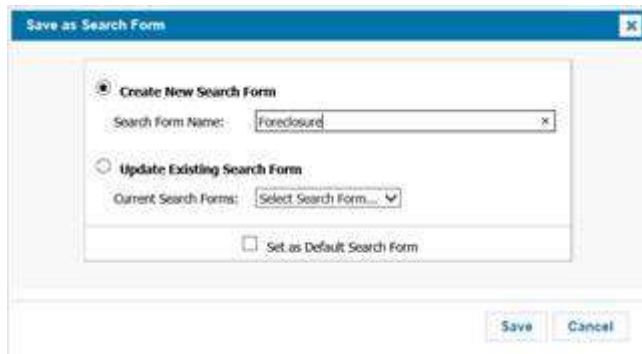 Save as Search Form
Create New Search Form
Search Form Name: Foreclosure
Update Existing Search Form
Current Search Forms: Select Search Form...
Set as Default Search Form
Save Cancel